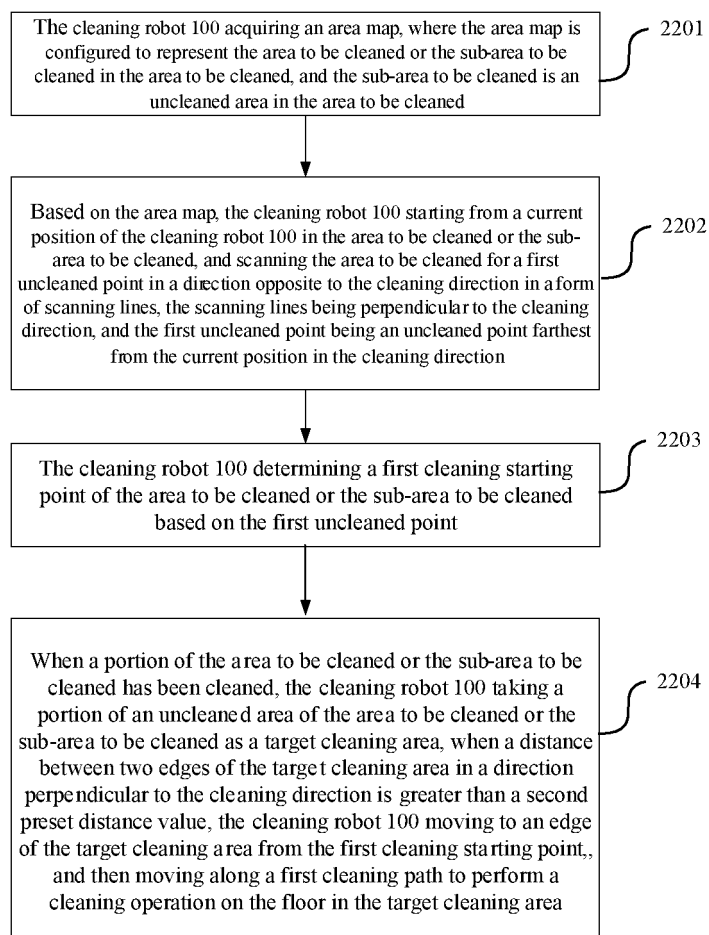 The cleaning robot 100 acquiring an area map, where the area map is
configured to represent the area to be cleaned or the sub-area to be
cleaned in the area to be cleaned, and the sub-area to be cleaned is an
uncleaned area in the area to be cleaned
2201
Based on the area map, the cleaning robot 100 starting from a current
position of the cleaning robot 100 in the area to be cleaned or the sub-
area to be cleaned, and scanning the area to be cleaned for a first
uncleaned point in a direction opposite to the cleaning direction in a form
of scanning lines, the scanning lines being perpendicular to the cleaning
direction, and the first uncleaned point being an uncleaned point farthest
from the current position in the cleaning direction
2202
The cleaning robot 100 determining a first cleaning starting
point of the area to be cleaned or the sub-area to be cleaned
based on the first uncleaned point
2203
When a portion of the area to be cleaned or the sub-area to be
cleaned has been cleaned, the cleaning robot 100 taking a
portion of an uncleaned area of the area to be cleaned or the
sub-area to be cleaned as a target cleaning area, when a distance
between two edges of the target cleaning area in a direction
perpendicular to the cleaning direction is greater than a second
preset distance value, the cleaning robot 100 moving to an edge
of the target cleaning area from the first cleaning starting point,,
and then moving along a first cleaning path to perform a
cleaning operation on the floor in the target cleaning area
2204